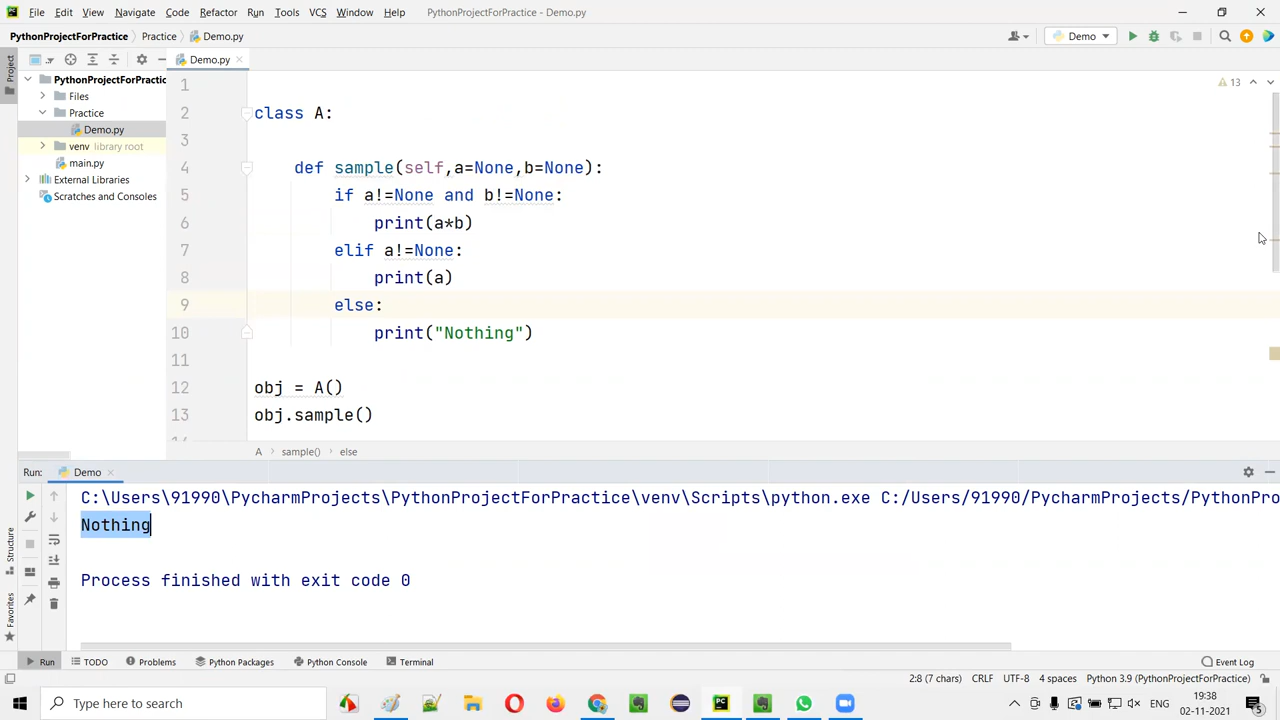 File Edit View Navigate Code Refactor Run Tools VCS Window Help PythonProjectForPractice - Demo.py
PythonProjectForPractice Practice Demo.py Demo
Project
Demo.py
PythonProjectForPractic
Files
Practice
Demo.py
venv library root
main.py
External Libraries
Scratches and Consoles
13
1
2 class A:
3
4 def sample(self,a=None,b=None):
5 if a!=None and b!=None:
6 print(a*b)
7 elif a!=None:
8 print(a)
9 else:
10 print("Nothing")
11
12 obj = A()
13 obj.sample()
A sample() else
Run: Demo
C:\Users\91990\PycharmProjects\PythonProjectForPractice\venv\Scripts\python.exe C:/Users/91990/PycharmProjects/PythonPro
Nothing
Process finished with exit code 0
Structure
Favorites
Run TODO Problems Python Packages Python Console Terminal Event Log
2:8 (7 chars) CRLF UTF-8 4 spaces Python 3.9 (PythonProjectForPractice)
Type here to search
ENG
19:38
02-11-2021
5